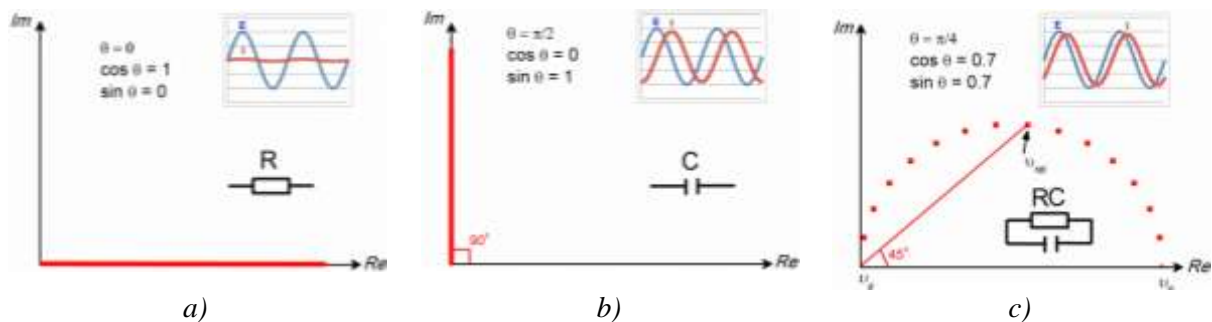 Im
E
I
θ = 0
cos θ = 1
sin θ = 0
R
Re
a)
Im
E
I
θ = π/2
cos θ = 0
sin θ = 1
C
90°
Re
b)
Im
E
I
θ = π/4
cos θ = 0.7
sin θ = 0.7
RC
45°
Re
c)